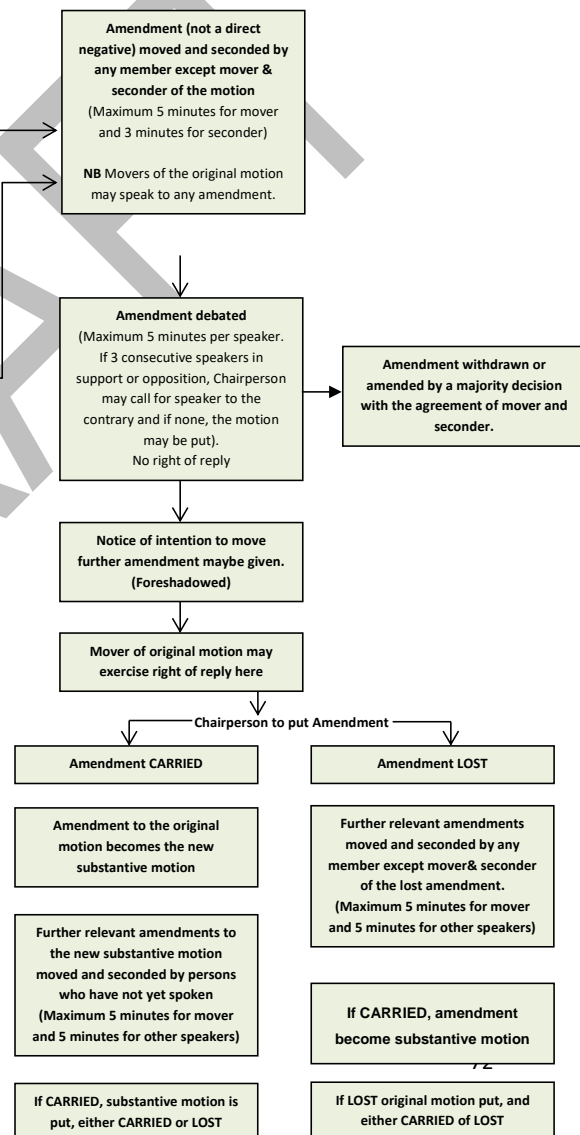 Amendment (not a direct
negative) moved and seconded by
any member except mover &
seconder of the motion
(Maximum 5 minutes for mover
and 3 minutes for seconder)
NB Movers of the original motion
may speak to any amendment.
Amendment debated
(Maximum 5 minutes per speaker.
If 3 consecutive speakers in
support or opposition, Chairperson
may call for speaker to the
contrary and if none, the motion
may be put).
No right of reply
Amendment withdrawn or
amended by a majority decision
with the agreement of mover and
seconder.
Notice of intention to move
further amendment maybe given.
(Foreshadowed)
Mover of original motion may
exercise right of reply here
Chairperson to put Amendment
Amendment CARRIED
Amendment to the original
motion becomes the new
substantive motion
Further relevant amendments to
the new substantive motion
moved and seconded by persons
who have not yet spoken
(Maximum 5 minutes for mover
and 5 minutes for other speakers)
If CARRIED, substantive motion is
put, either CARRIED or LOST
Amendment LOST
Further relevant amendments
moved and seconded by any
member except mover& seconder
of the lost amendment.
(Maximum 5 minutes for mover
and 5 minutes for other speakers)
If CARRIED, amendment
become substantive motion
If LOST original motion put, and
either CARRIED of LOST